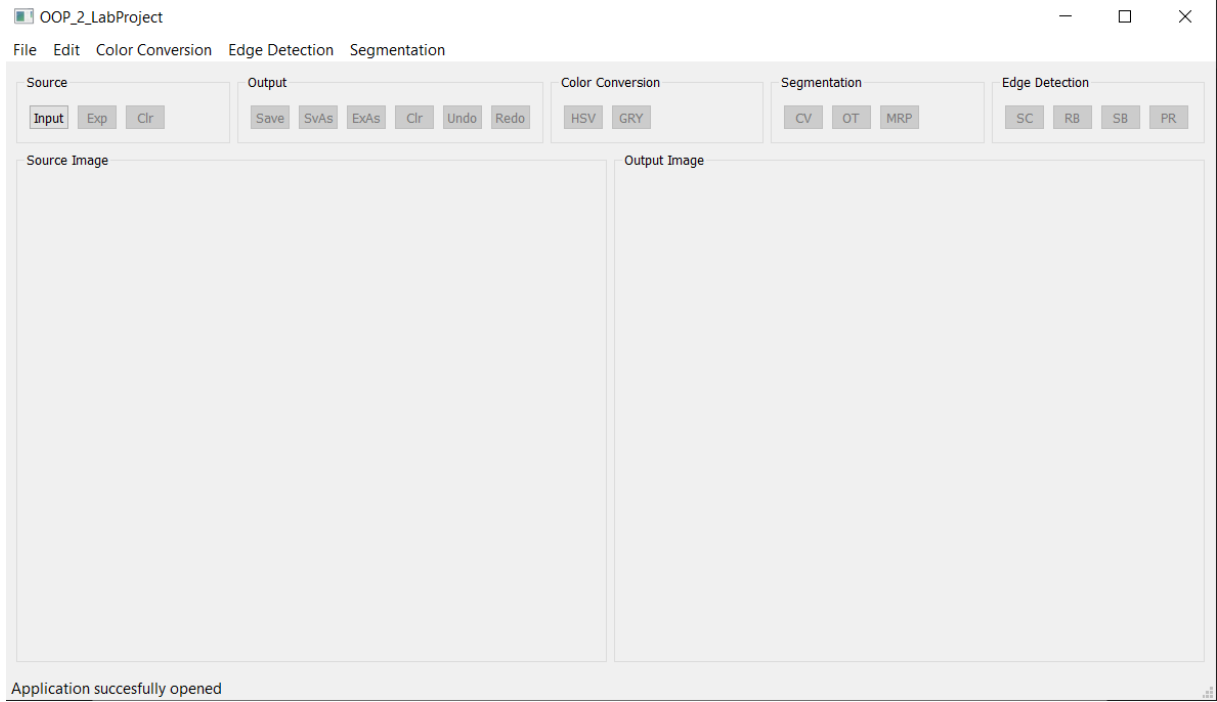 OOP_2_LabProject
File Edit Color Conversion Edge Detection Segmentation
Source Output Color Conversion Segmentation Edge Detection
Input Exp Clr Save SvAs ExAs Clr Undo Redo HSV GRY CV OT MRP SC RB SB PR
Source Image Output Image
Application succesfully opened